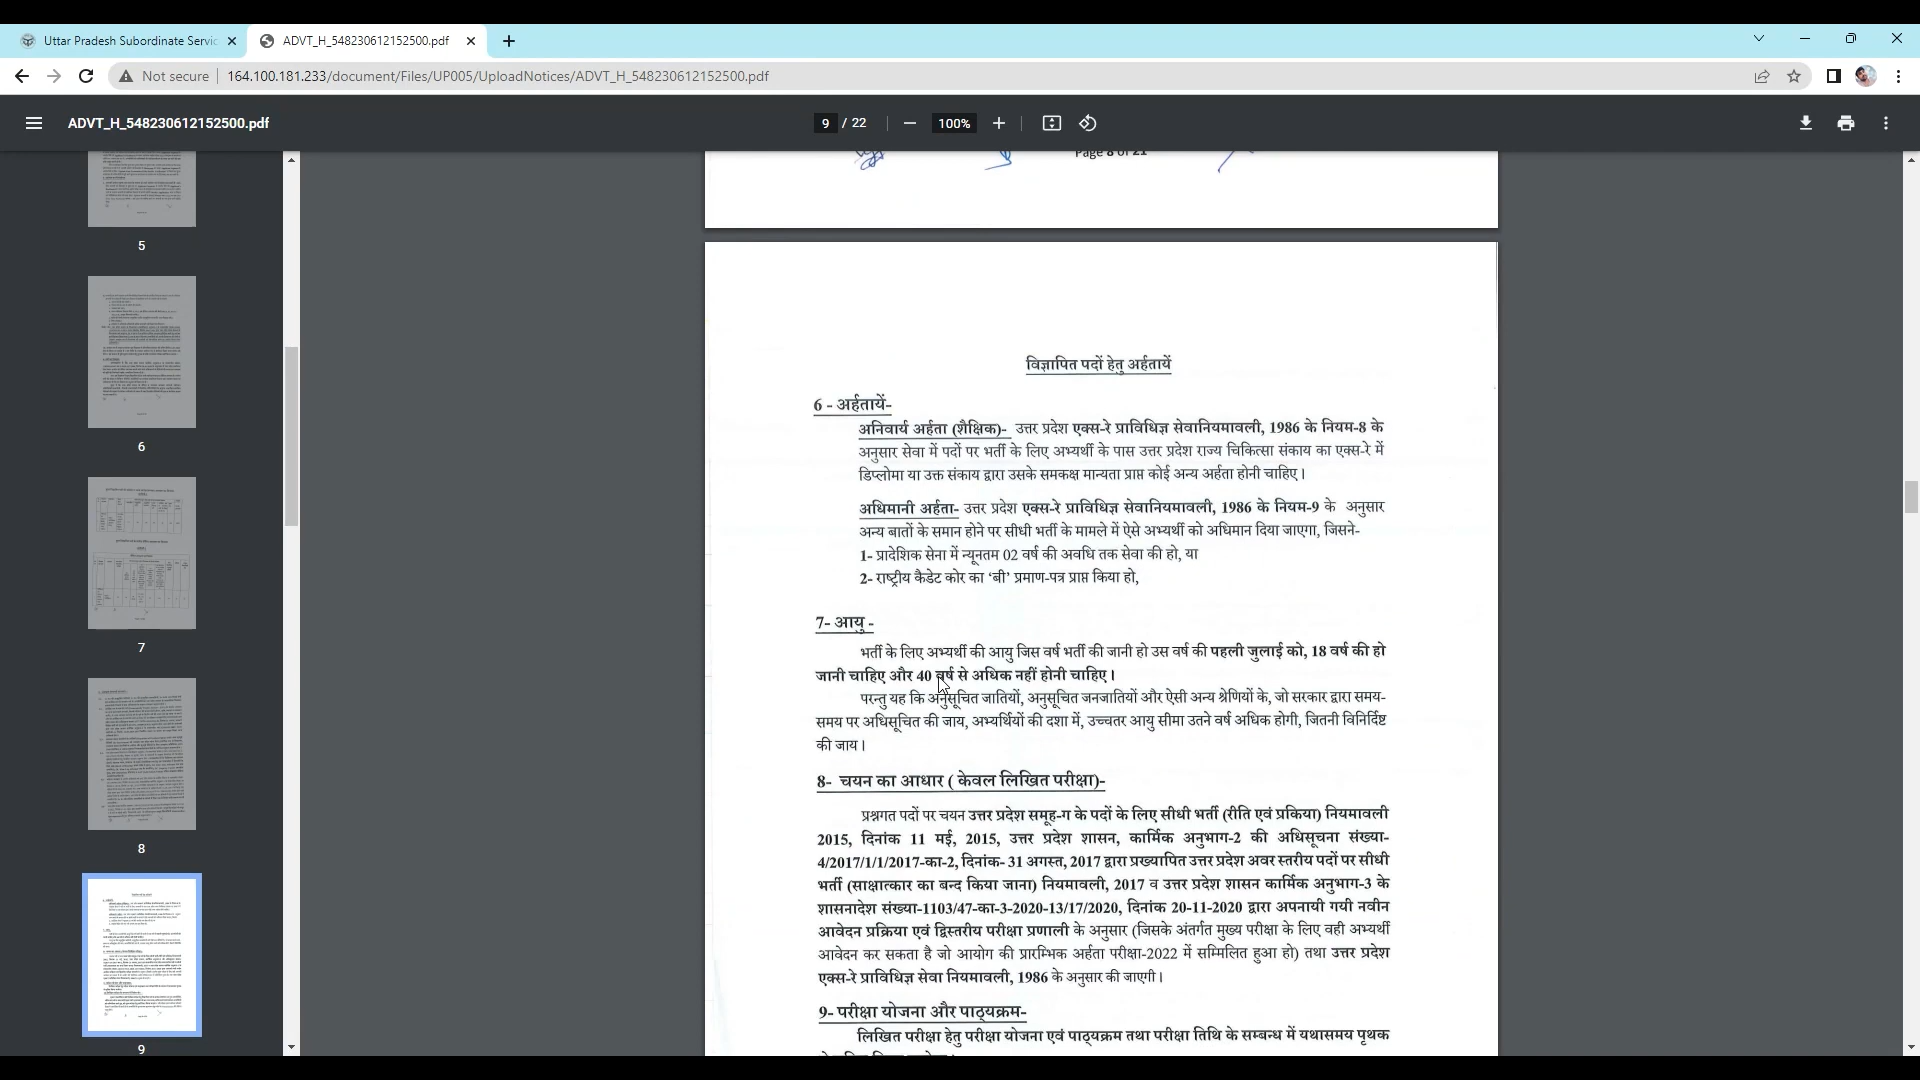 Uttar Pradesh Subordinate Servic
ADVT_H_548230612152500.pdf
Not secure
164.100.181.233/document/Files/UP005/UploadNotices/ADVT_H_548230612152500.pdf
ADVT_H_548230612152500.pdf
9 / 22
100%
5
6
7
8
9
Page 8 of 21
विज्ञापित पदों हेतु अर्हतायें
6 - अर्हतायें-
अनिवार्य अर्हता (शैक्षिक)- उत्तर प्रदेश एक्स-रे प्राविधिज्ञ सेवानियमावली, 1986 के नियम-8 के
अनुसार सेवा में पदों पर भर्ती के लिए अभ्यर्थी के पास उत्तर प्रदेश राज्य चिकित्सा संकाय का एक्स-रे में
डिप्लोमा या उक्त संकाय द्वारा उसके समकक्ष मान्यता प्राप्त कोई अन्य अर्हता होनी चाहिए।
अधिमानी अर्हता- उत्तर प्रदेश एक्स-रे प्राविधिज्ञ सेवानियमावली, 1986 के नियम-9 के अनुसार
अन्य बातों के समान होने पर सीधी भर्ती के मामले में ऐसे अभ्यर्थी को अधिमान दिया जाएगा, जिसने-
1- प्रादेशिक सेना में न्यूनतम 02 वर्ष की अवधि तक सेवा की हो, या
2- राष्ट्रीय कैडेट कोर का ‘बी’ प्रमाण-पत्र प्राप्त किया हो,
7- आयु -
भर्ती के लिए अभ्यर्थी की आयु जिस वर्ष भर्ती की जानी हो उस वर्ष की पहली जुलाई को, 18 वर्ष की हो
जानी चाहिए और 40 वर्ष से अधिक नहीं होनी चाहिए।
परन्तु यह कि अनुसूचित जातियों, अनुसूचित जनजातियों और ऐसी अन्य श्रेणियों के, जो सरकार द्वारा समय-
समय पर अधिसूचित की जाय, अभ्यर्थियों की दशा में, उच्चतर आयु सीमा उतने वर्ष अधिक होगी, जितनी विनिर्दिष्ट
की जाय।
8- चयन का आधार ( केवल लिखित परीक्षा)-
प्रश्नगत पदों पर चयन उत्तर प्रदेश समूह-ग के पदों के लिए सीधी भर्ती (रीति एवं प्रकिया) नियमावली
2015, दिनांक 11 मई, 2015, उत्तर प्रदेश शासन, कार्मिक अनुभाग-2 की अधिसूचना संख्या-
4/2017/1/1/2017-का-2, दिनांक- 31 अगस्त, 2017 द्वारा प्रख्यापित उत्तर प्रदेश अवर स्तरीय पदों पर सीधी
भर्ती (साक्षात्कार का बन्द किया जाना) नियमावली, 2017 व उत्तर प्रदेश शासन कार्मिक अनुभाग-3 के
शासनादेश संख्या-1103/47-का-3-2020-13/17/2020, दिनांक 20-11-2020 द्वारा अपनायी गयी नवीन
आवेदन प्रक्रिया एवं द्विस्तरीय परीक्षा प्रणाली के अनुसार (जिसके अंतर्गत मुख्य परीक्षा के लिए वही अभ्यर्थी
आवेदन कर सकता है जो आयोग की प्रारम्भिक अर्हता परीक्षा-2022 में सम्मिलित हुआ हो) तथा उत्तर प्रदेश
एक्स-रे प्राविधिज्ञ सेवा नियमावली, 1986 के अनुसार की जाएगी।
9- परीक्षा योजना और पाठ्यक्रम-
लिखित परीक्षा हेतु परीक्षा योजना एवं पाठ्यक्रम तथा परीक्षा तिथि के सम्बन्ध में यथासमय पृथक